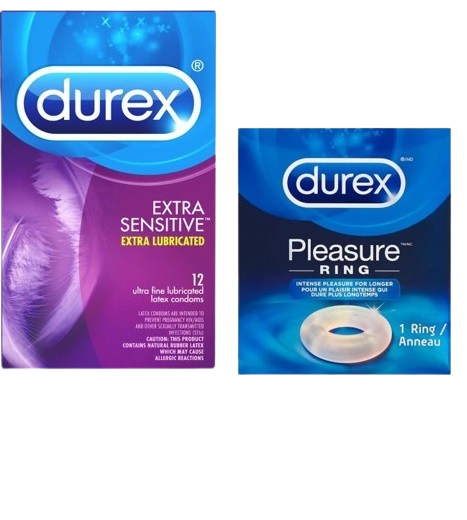 durex®
EXTRA
SENSITIVE™
EXTRA LUBRICATED
12
ultra fine lubricated
latex condoms
LATEX CONDOMS ARE INTENDED TO
PREVENT PREGNANCY HIV/AIDS
AND OTHER SEXUALLY TRANSMITTED
INFECTIONS (STIs)
CAUTION: THIS PRODUCT
CONTAINS NATURAL RUBBER LATEX
WHICH MAY CAUSE
ALLERGIC REACTIONS
durex
Pleasure
RING
INTENSE PLEASURE FOR LONGER
POUR UN PLAISIR INTENSE QUI
DURE PLUS LONGTEMPS
1 Ring /
Anneau